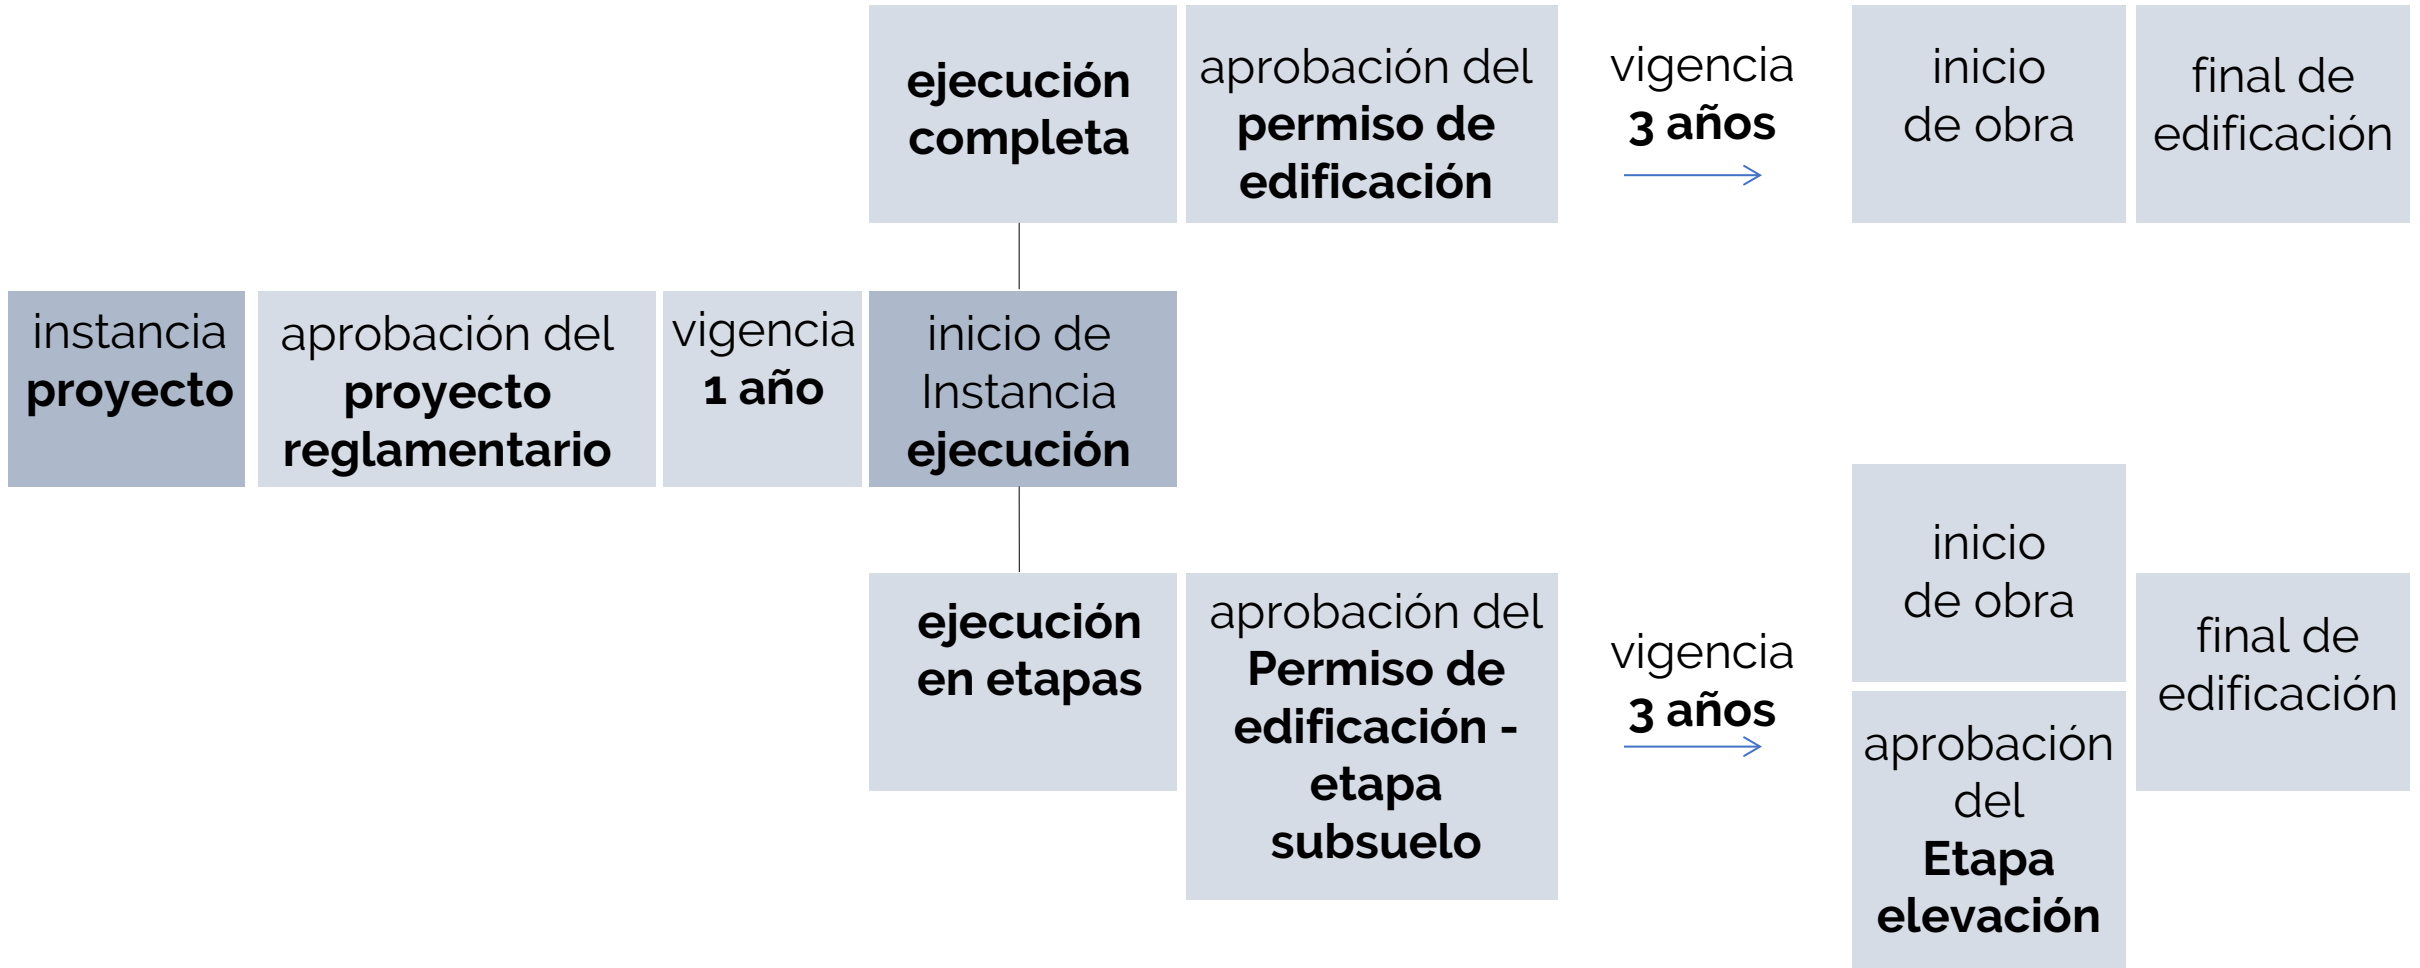 ejecución
completa
aprobación del
permiso de
edificación
vigencia
3 años
inicio
de obra
final de
edificación
instancia
proyecto
aprobación del
proyecto
reglamentario
vigencia
1 año
inicio de
Instancia
ejecución
ejecución
en etapas
aprobación del
Permiso de
edificación -
etapa
subsuelo
vigencia
3 años
inicio
de obra
aprobación
del
Etapa
elevación
final de
edificación